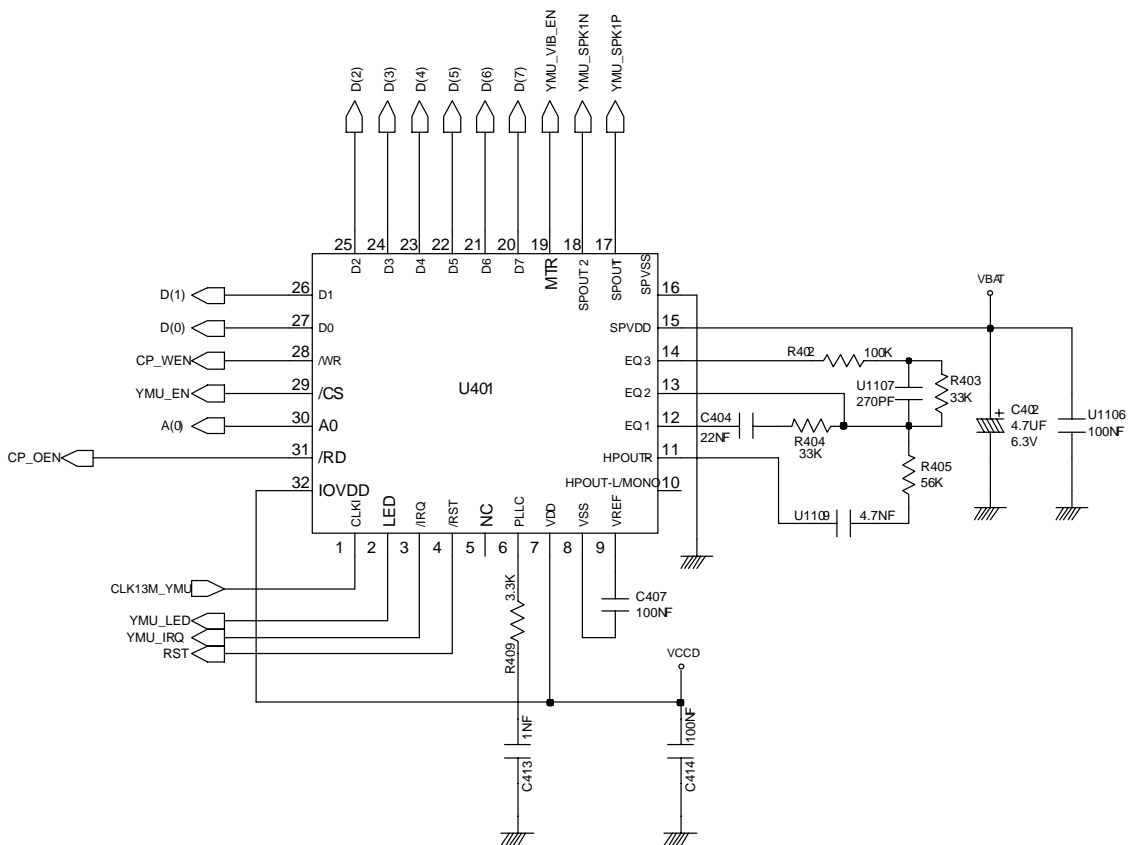 D(2)
D(3)
D(4)
D(5)
D(6)
D(7)
YMU_VIB_EN
YMU_SPK1N
YMU_SPK1P
25
24
23
22
21
20
19
18
17
D2
D3
D4
D5
D6
D7
MTR
SPOUT2
SPOUT1
SPVSS
16
D(1)
26
D1
D(0)
27
D0
CP_WEN
28
/WR
YMU_EN
29
/CS
A(0)
30
A0
CP_OEN
31
/RD
32
IOVDD
U401
SPVDD
15
EQ3
14
EQ2
13
EQ1
12
HPOUTR
11
HPOUT-L/MONO
10
VBAT
R402
100K
U1107
270PF
R403
33K
C404
22NF
R404
33K
R405
56K
U1109
4.7NF
+
C402
4.7UF
6.3V
U1106
100NF
CLKI
LED
/IRQ
/RST
NC
PLLC
VDD
VSS
VREF
1
2
3
4
5
6
7
8
9
CLK13M_YMU
YMU_LED
YMU_IRQ
RST
3.3K
R409
C407
100NF
VCCD
1NF
C413
100NF
C414